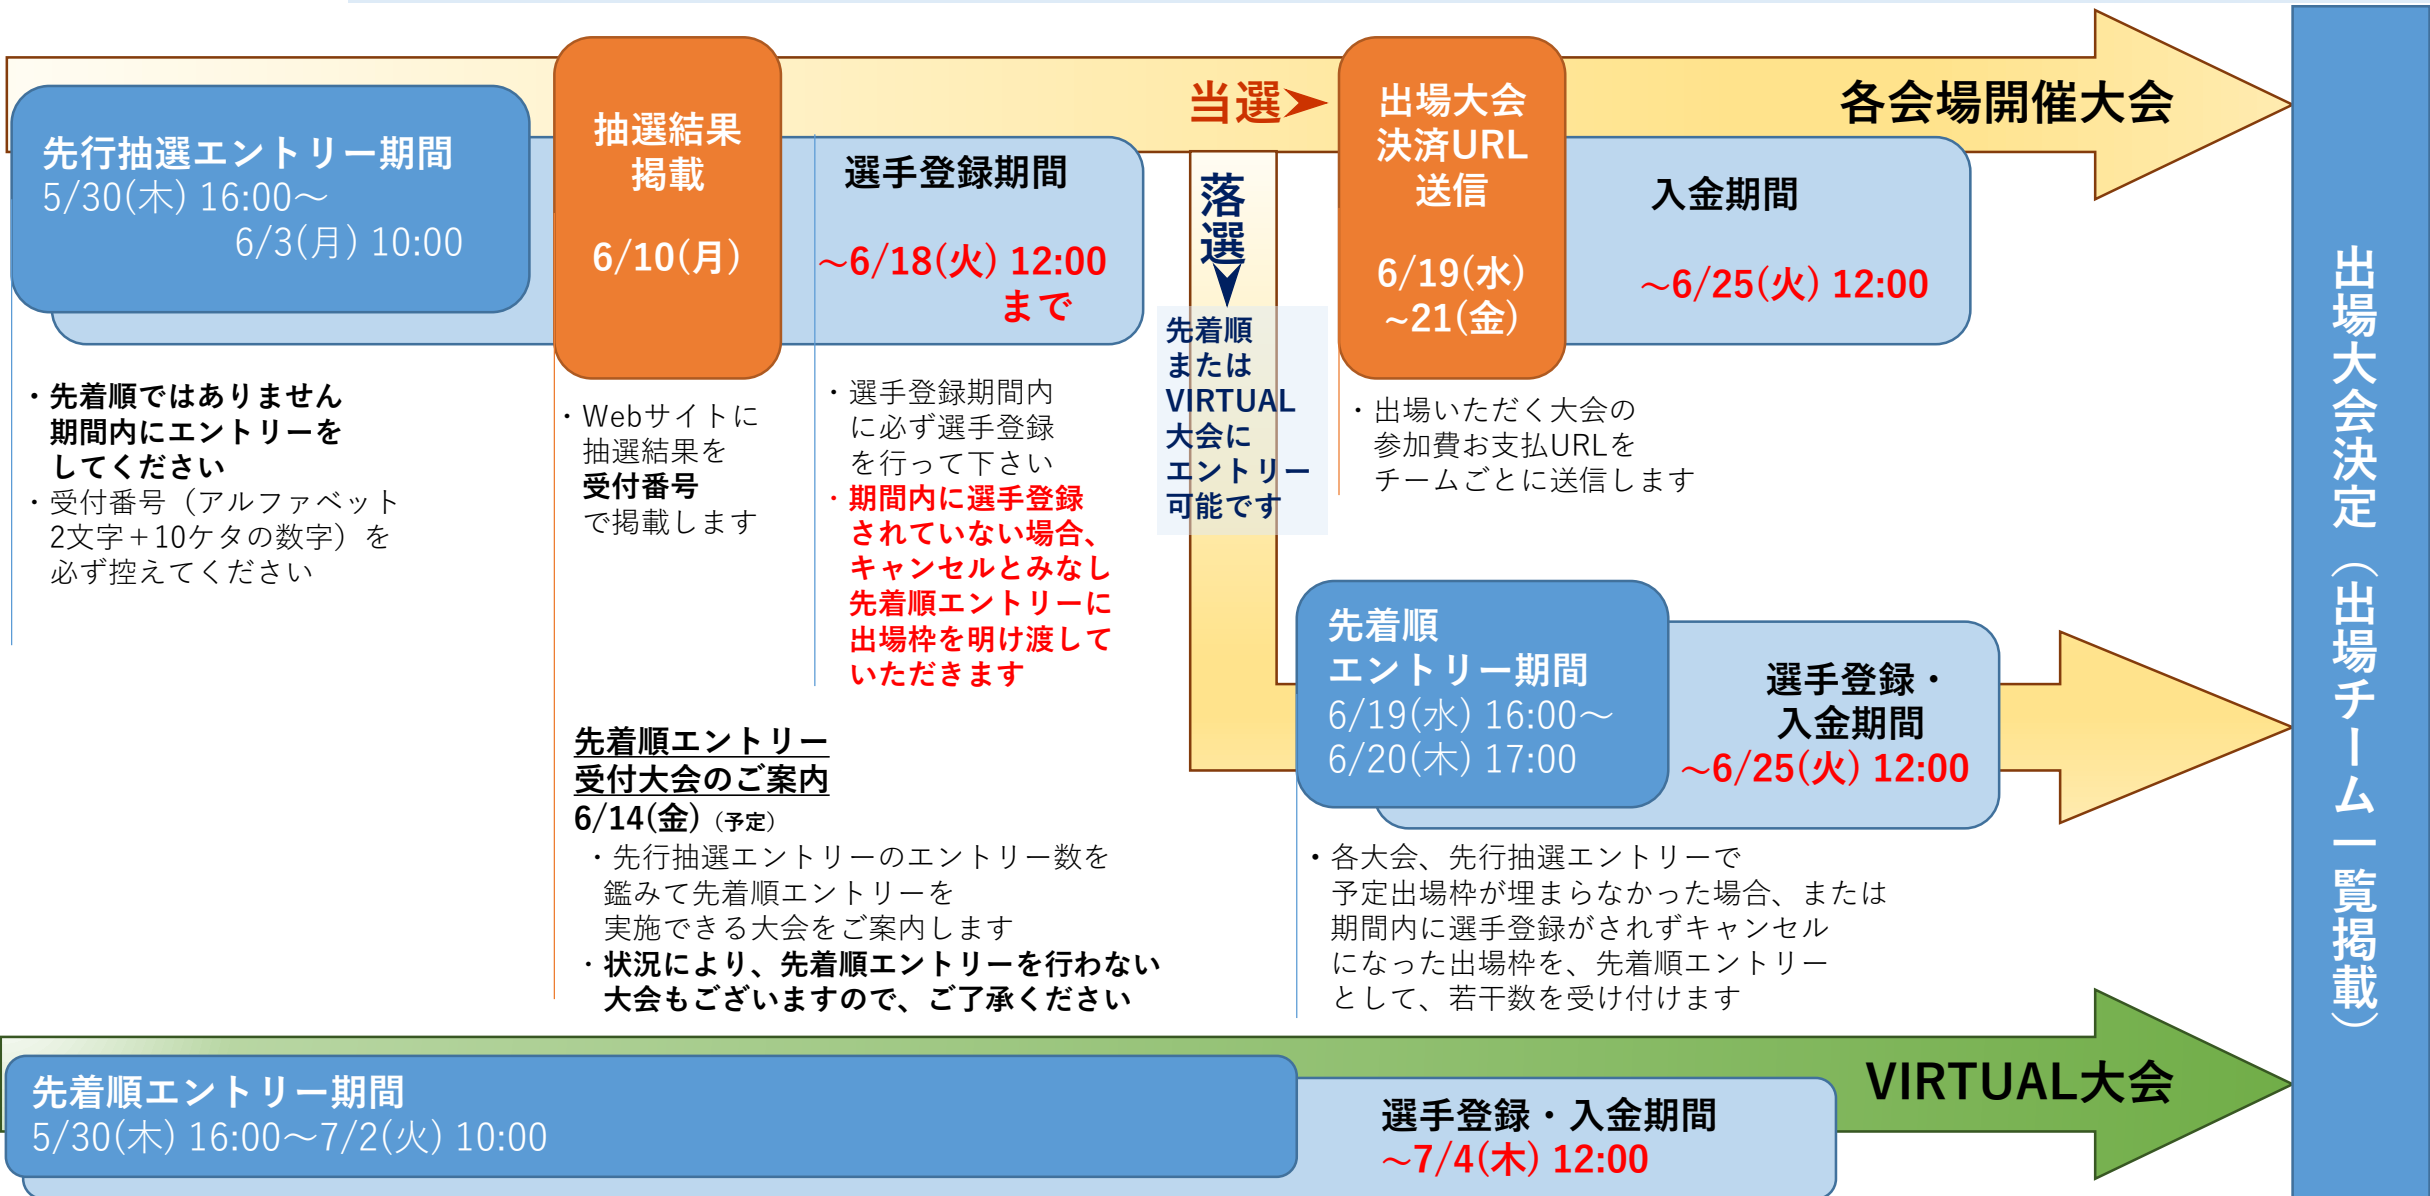 先行抽選エントリー期間
5/30(木) 16:00～
6/3(月) 10:00
・先着順ではありません
期間内にエントリーを
してください
・受付番号（アルファベット
2文字＋10ケタの数字）を
必ず控えてください
抽選結果
掲載
6/10(月)
・Webサイトに
抽選結果を
受付番号
で掲載します
選手登録期間
～6/18(火) 12:00
まで
・選手登録期間内
に必ず選手登録
を行って下さい
・期間内に選手登録
されていない場合、
キャンセルとみなし
先着順エントリーに
出場枠を明け渡して
いただきます
先着順エントリー
受付大会のご案内
6/14(金)（予定）
・先行抽選エントリーのエントリー数を
鑑みて先着順エントリーを
実施できる大会をご案内します
・状況により、先着順エントリーを行わない
大会もございますので、ご了承ください
当選
落選
先着順
または
VIRTUAL
大会に
エントリー
可能です
出場大会
決済URL
送信
6/19(水)
~21(金)
・出場いただく大会の
参加費お支払URLを
チームごとに送信します
入金期間
～6/25(火) 12:00
各会場開催大会
先着順
エントリー期間
6/19(水) 16:00～
6/20(木) 17:00
選手登録・
入金期間
～6/25(火) 12:00
・各大会、先行抽選エントリーで
予定出場枠が埋まらなかった場合、または
期間内に選手登録がされずキャンセル
になった出場枠を、先着順エントリー
として、若干数を受け付けます
先着順エントリー期間
5/30(木) 16:00～7/2(火) 10:00
選手登録・入金期間
～7/4(木) 12:00
VIRTUAL大会
出場大会決定（出場チーム一覧掲載）